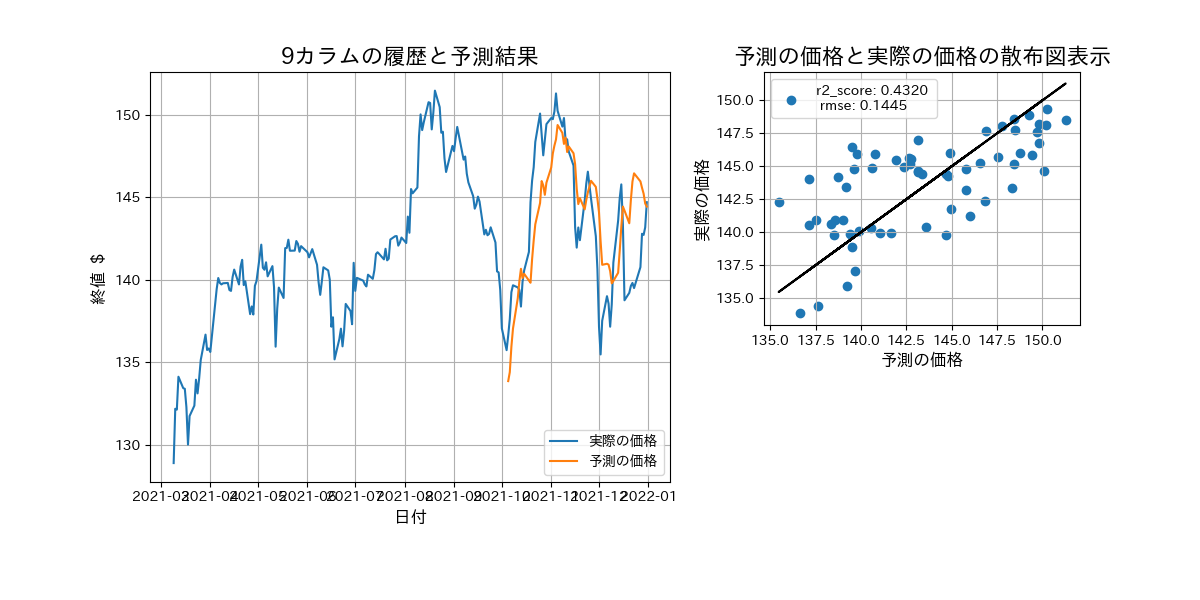 9カラムの履歴と予測結果
終値 $
150
145
140
135
130
2021-03 2021-04 2021-05 2021-06 2021-07 2021-08 2021-09 2021-10 2021-11 2021-12 2022-01
日付
実際の価格
予測の価格
予測の価格と実際の価格の散布図表示
r2_score: 0.4320
rmse: 0.1445
実際の価格
150.0
147.5
145.0
142.5
140.0
137.5
135.0
135.0 137.5 140.0 142.5 145.0 147.5 150.0
予測の価格